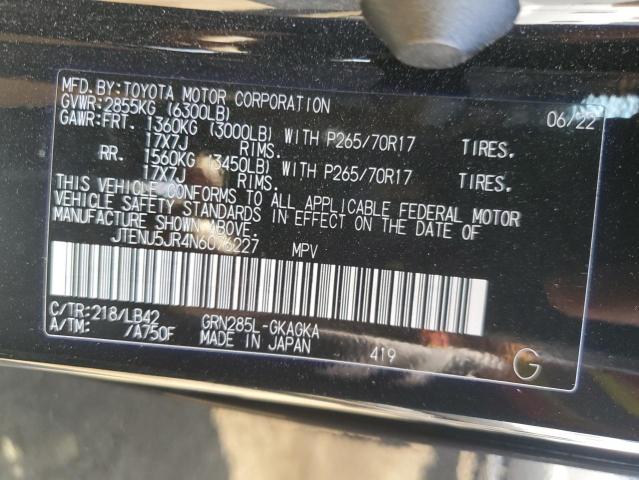 MFD.BY:TOYOTA MOTOR CORPORATION 06/22
GVWR:2855KG (6300LB)
GAWR:FRT. 1360KG (3000LB) WITH P265/70R17 TIRES.
17X7J RIMS.
RR. 1560KG (3450LB) WITH P265/70R17 TIRES.
17X7J RIMS.
THIS VEHICLE CONFORMS TO ALL APPLICABLE FEDERAL MOTOR
VEHICLE SAFETY STANDARDS IN EFFECT ON THE DATE OF
MANUFACTURE SHOWN ABOVE.
MPV
C/TR:218/LB42 GRN285L-GKAGKA
A/TM: /A750F MADE IN JAPAN 419 G